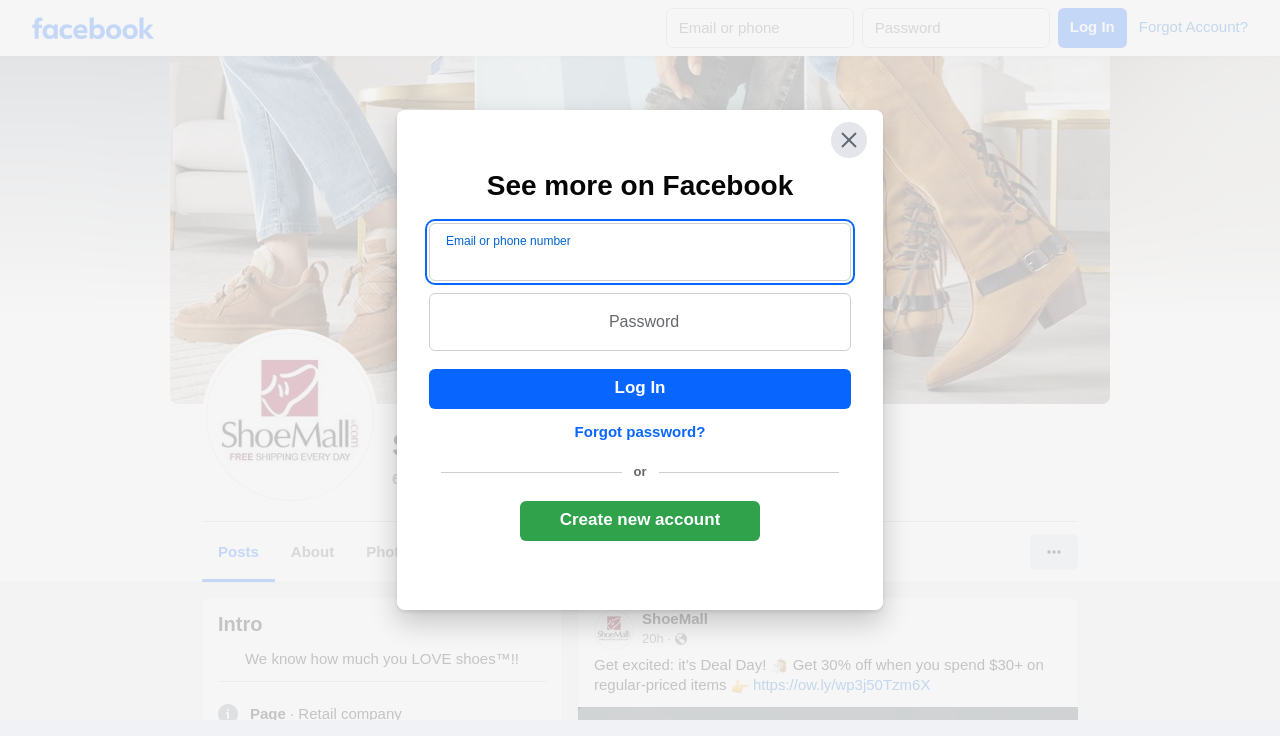 facebook
Email or phone
Password
Log In
Forgot Account?
See more on Facebook
Email or phone number
Password
Log In
Forgot password?
or
Create new account
ShoeMall
.com
FREE SHIPPING EVERY DAY
Posts
About
Intro
We know how much you LOVE shoes™!!
Page · Retail company
ShoeMall
ShoeMall
20h ·
Get excited: it's Deal Day! Get 30% off when you spend $30+ on
regular-priced items 👉 https://ow.ly/wp3j50Tzm6X